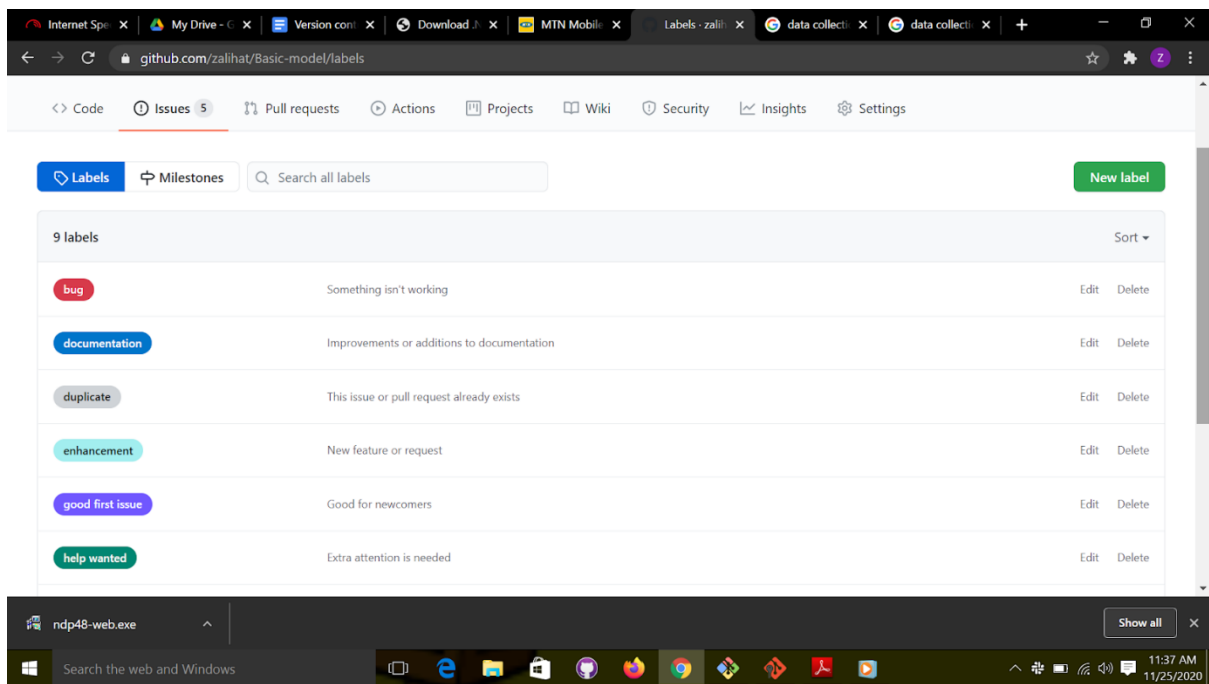 Internet Spe My Drive - G Version cont Download .N MTN Mobile Labels · zalih data collecti data collecti
github.com/zalihat/Basic-model/labels Z
<> Code Issues 5 Pull requests Actions Projects Wiki Security Insights Settings
Labels Milestones Search all labels New label
9 labels Sort
bug Something isn't working Edit Delete
documentation Improvements or additions to documentation Edit Delete
duplicate This issue or pull request already exists Edit Delete
enhancement New feature or request Edit Delete
good first issue Good for newcomers Edit Delete
help wanted Extra attention is needed Edit Delete
ndp48-web.exe Show all
Search the web and Windows 11:37 AM
11/25/2020